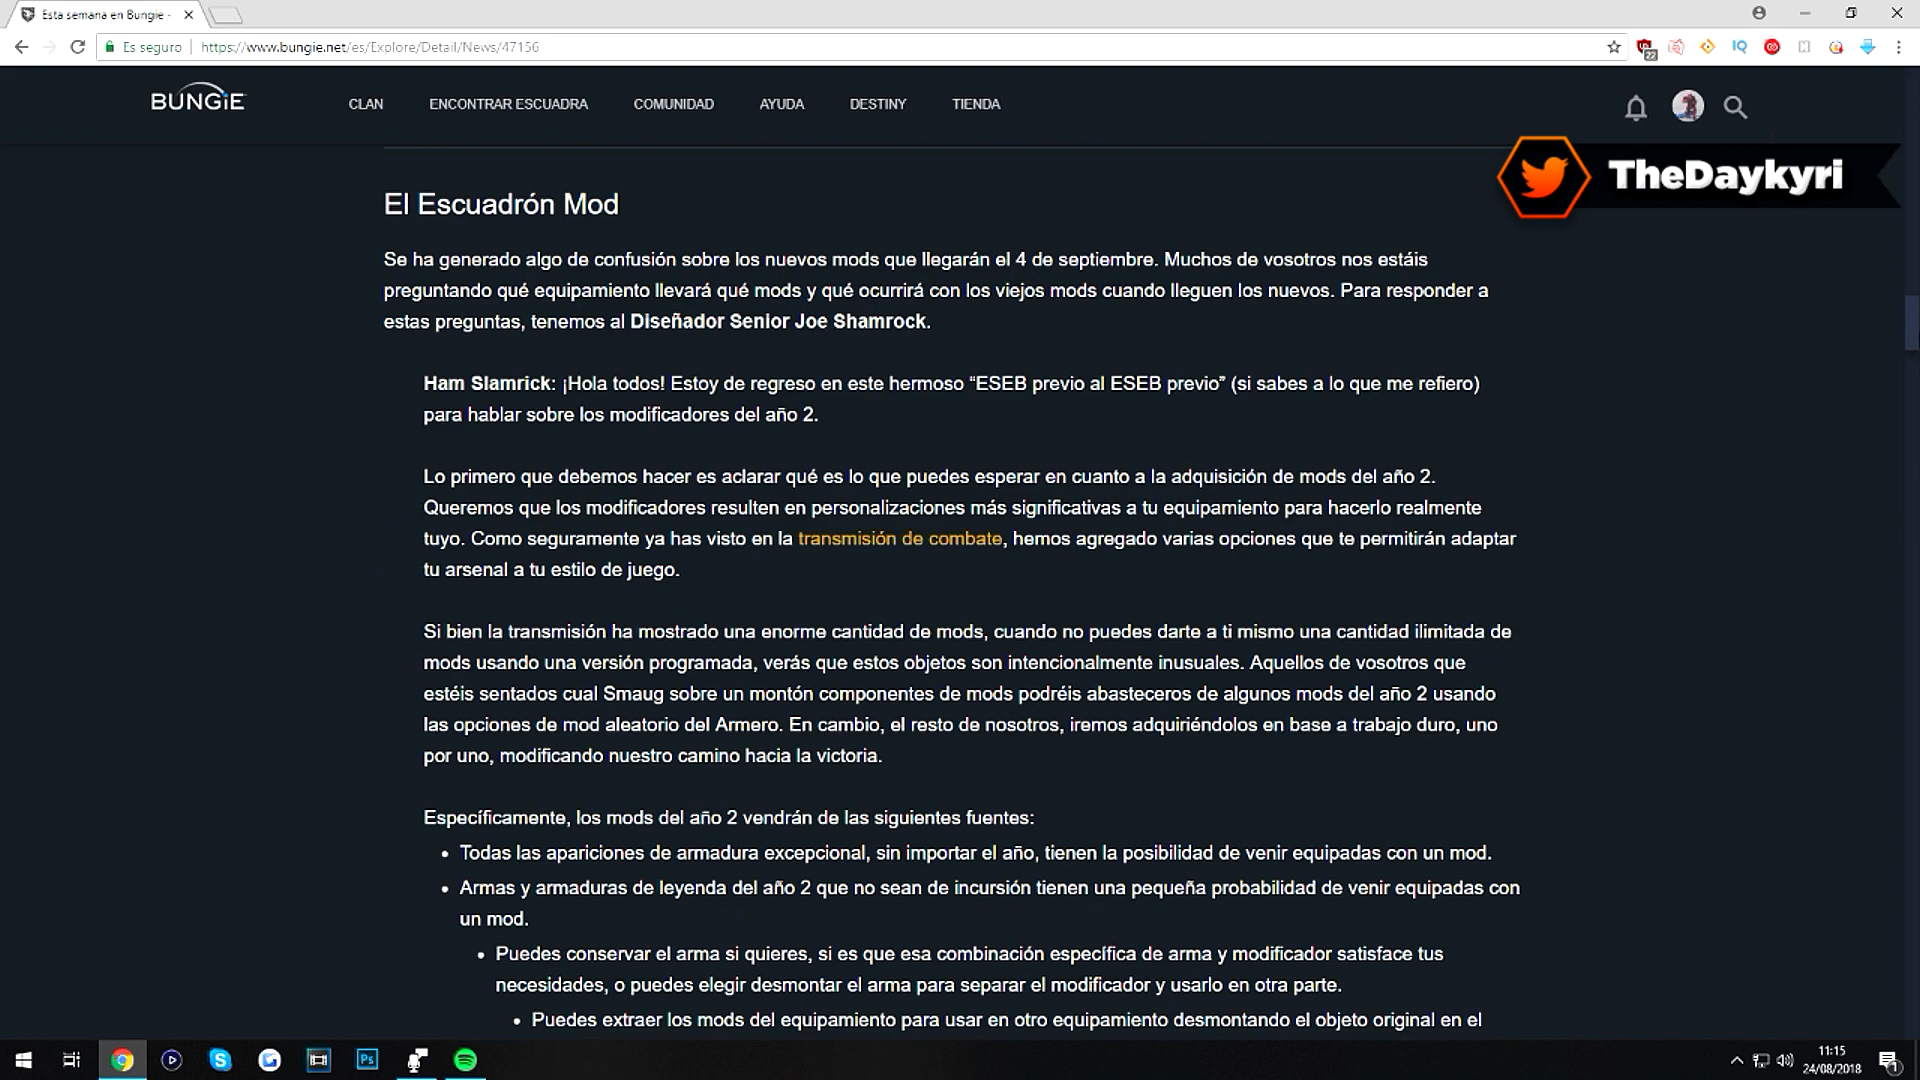 Esta semana en Bungie -
Es seguro
https://www.bungie.net/es/Explore/Detail/News/47156
22
IQ
BUNGiE
CLAN
ENCONTRAR ESCUADRA
COMUNIDAD
AYUDA
DESTINY
TIENDA
TheDaykyri
El Escuadrón Mod
Se ha generado algo de confusión sobre los nuevos mods que llegarán el 4 de septiembre. Muchos de vosotros nos estáis
preguntando qué equipamiento llevará qué mods y qué ocurrirá con los viejos mods cuando lleguen los nuevos. Para responder a
estas preguntas, tenemos al Diseñador Senior Joe Shamrock.
Ham Slamrick: ¡Hola todos! Estoy de regreso en este hermoso “ESEB previo al ESEB previo” (si sabes a lo que me refiero)
para hablar sobre los modificadores del año 2.
Lo primero que debemos hacer es aclarar qué es lo que puedes esperar en cuanto a la adquisición de mods del año 2.
Queremos que los modificadores resulten en personalizaciones más significativas a tu equipamiento para hacerlo realmente
tuyo. Como seguramente ya has visto en la transmisión de combate, hemos agregado varias opciones que te permitirán adaptar
tu arsenal a tu estilo de juego.
Si bien la transmisión ha mostrado una enorme cantidad de mods, cuando no puedes darte a ti mismo una cantidad ilimitada de
mods usando una versión programada, verás que estos objetos son intencionalmente inusuales. Aquellos de vosotros que
estéis sentados cual Smaug sobre un montón componentes de mods podréis abasteceros de algunos mods del año 2 usando
las opciones de mod aleatorio del Armero. En cambio, el resto de nosotros, iremos adquiriéndolos en base a trabajo duro, uno
por uno, modificando nuestro camino hacia la victoria.
Específicamente, los mods del año 2 vendrán de las siguientes fuentes:
• Todas las apariciones de armadura excepcional, sin importar el año, tienen la posibilidad de venir equipadas con un mod.
• Armas y armaduras de leyenda del año 2 que no sean de incursión tienen una pequeña probabilidad de venir equipadas con
un mod.
• Puedes conservar el arma si quieres, si es que esa combinación específica de arma y modificador satisface tus
necesidades, o puedes elegir desmontar el arma para separar el modificador y usarlo en otra parte.
• Puedes extraer los mods del equipamiento para usar en otro equipamiento desmontando el objeto original en el
Ps
11:15
24/08/2018
1